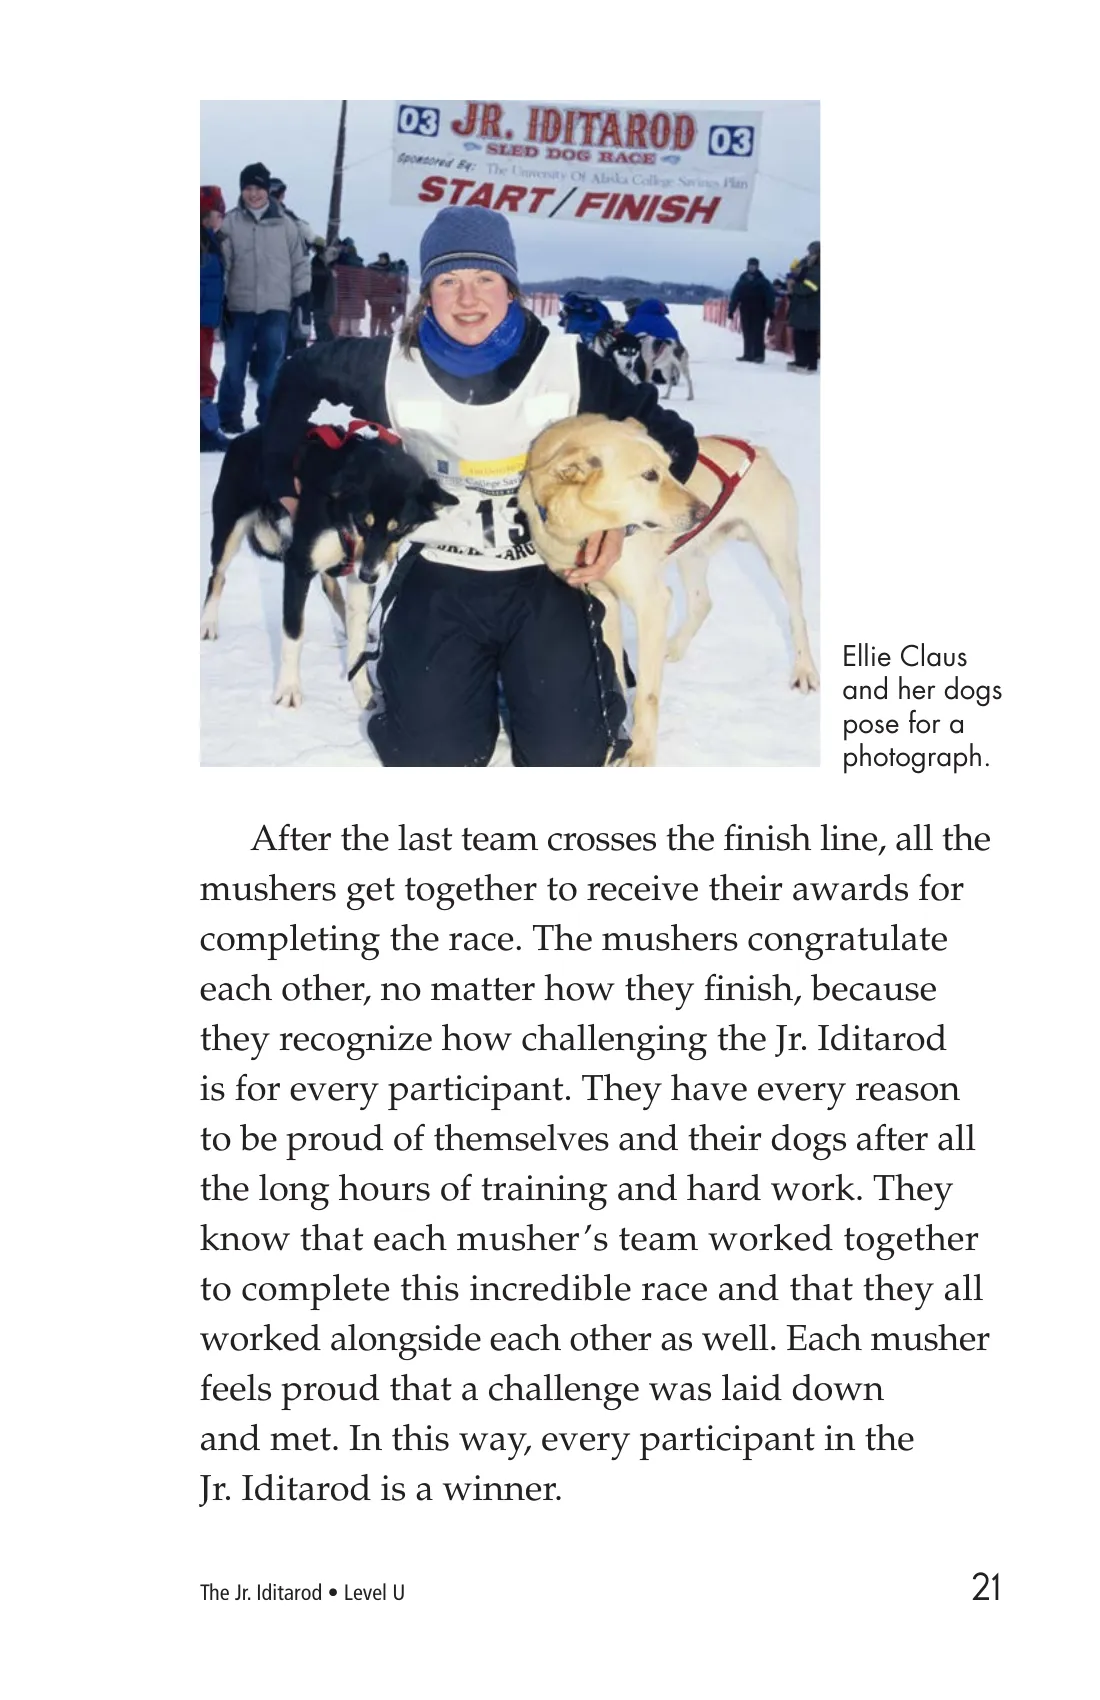 03 JR. IDITAROD 03
SLED DOG RACE
Sponsored By: The University Of Alaska College Savings Plan
START/FINISH
College Sav
13
Ellie Claus
and her dogs
pose for a
photograph.
After the last team crosses the finish line, all the
mushers get together to receive their awards for
completing the race. The mushers congratulate
each other, no matter how they finish, because
they recognize how challenging the Jr. Iditarod
is for every participant. They have every reason
to be proud of themselves and their dogs after all
the long hours of training and hard work. They
know that each musher’s team worked together
to complete this incredible race and that they all
worked alongside each other as well. Each musher
feels proud that a challenge was laid down
and met. In this way, every participant in the
Jr. Iditarod is a winner.
The Jr. Iditarod • Level U
21